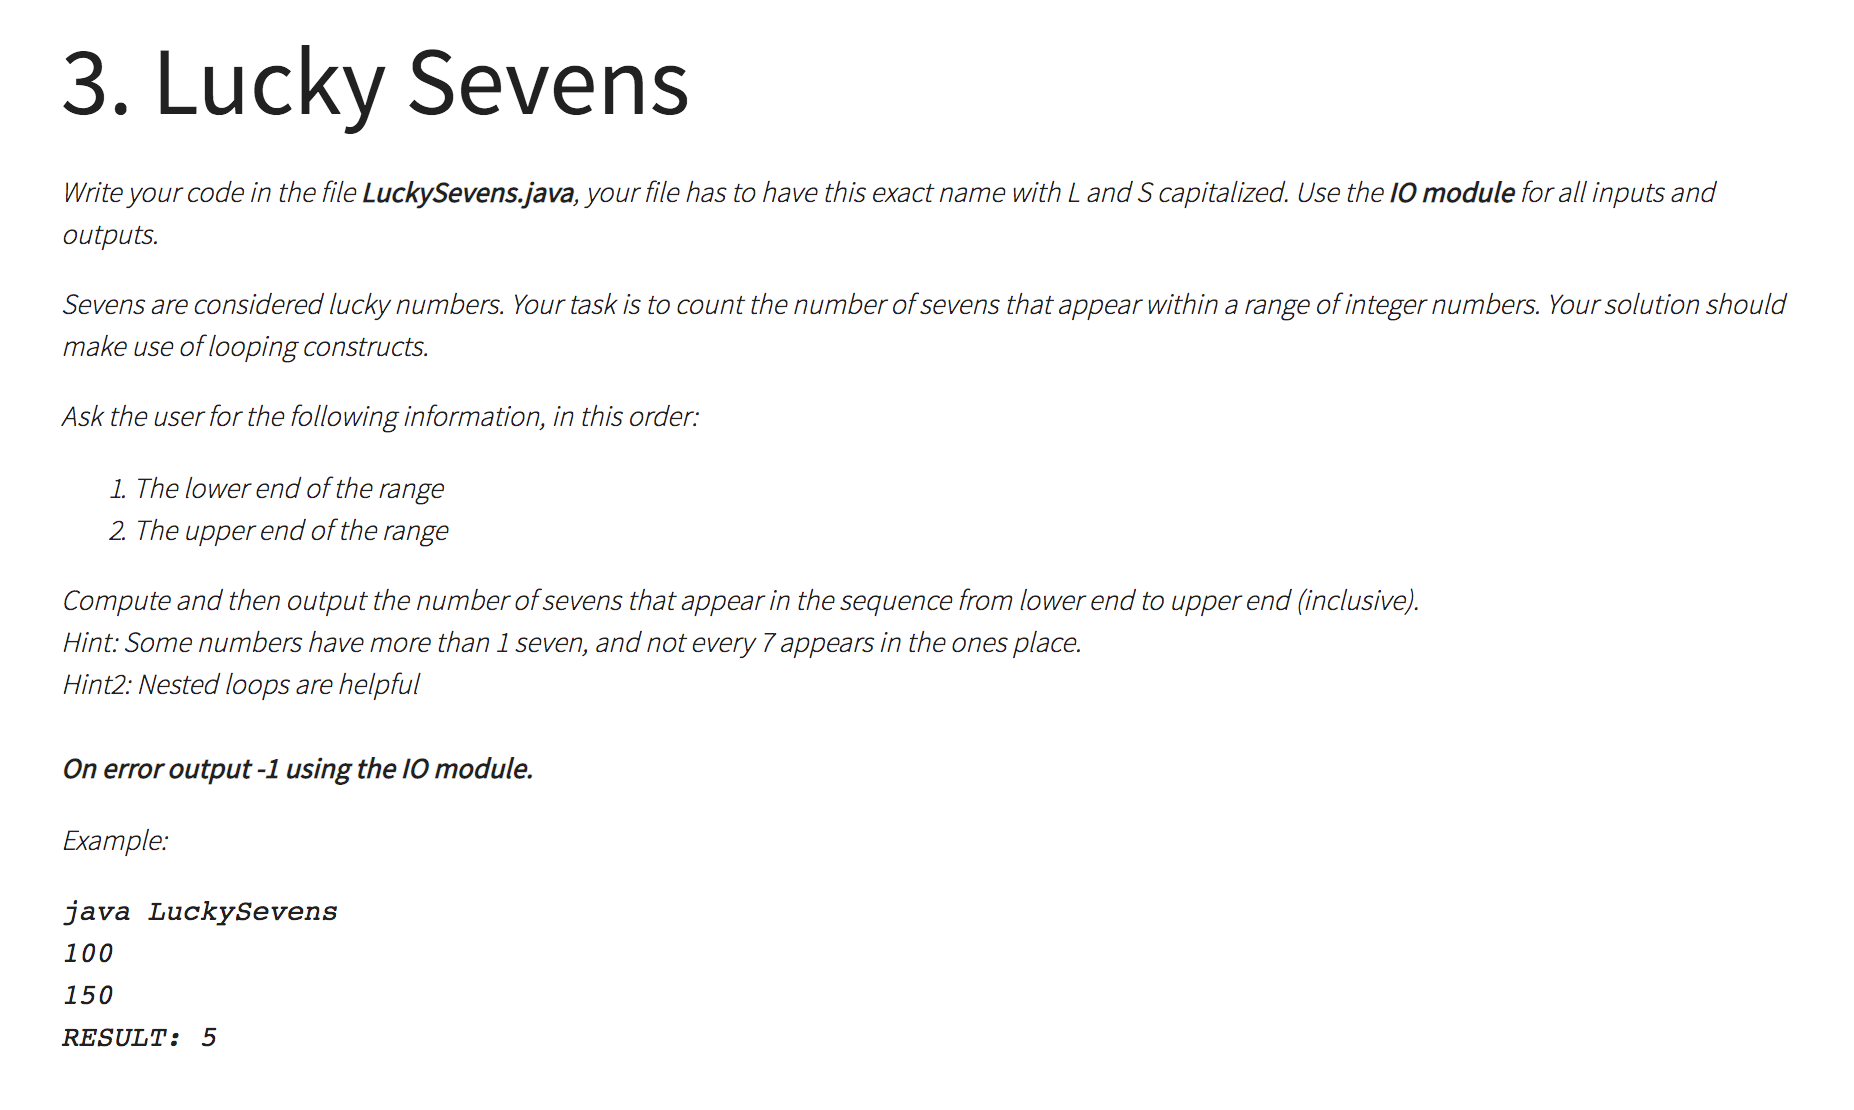 3. Lucky Sevens
Write your code in the file LuckySevens.java, your file has to have this exact name with L and S capitalized. Use the IO module for all inputs and
outputs.
Sevens are considered lucky numbers. Your task is to count the number of sevens that appear within a range of integer numbers. Your solution should
make use of looping constructs.
Ask the user for the following information, in this order:
1. The lower end of the range
2. The upper end of the range
Compute and then output the number of sevens that appear in the sequence from lower end to upper end (inclusive).
Hint: Some numbers have more than 1 seven, and not every 7 appears in the ones place.
Hint2: Nested loops are helpful
On error output -1 using the IO module.
Example:
java LuckySevens
100
150
RESULT: 5